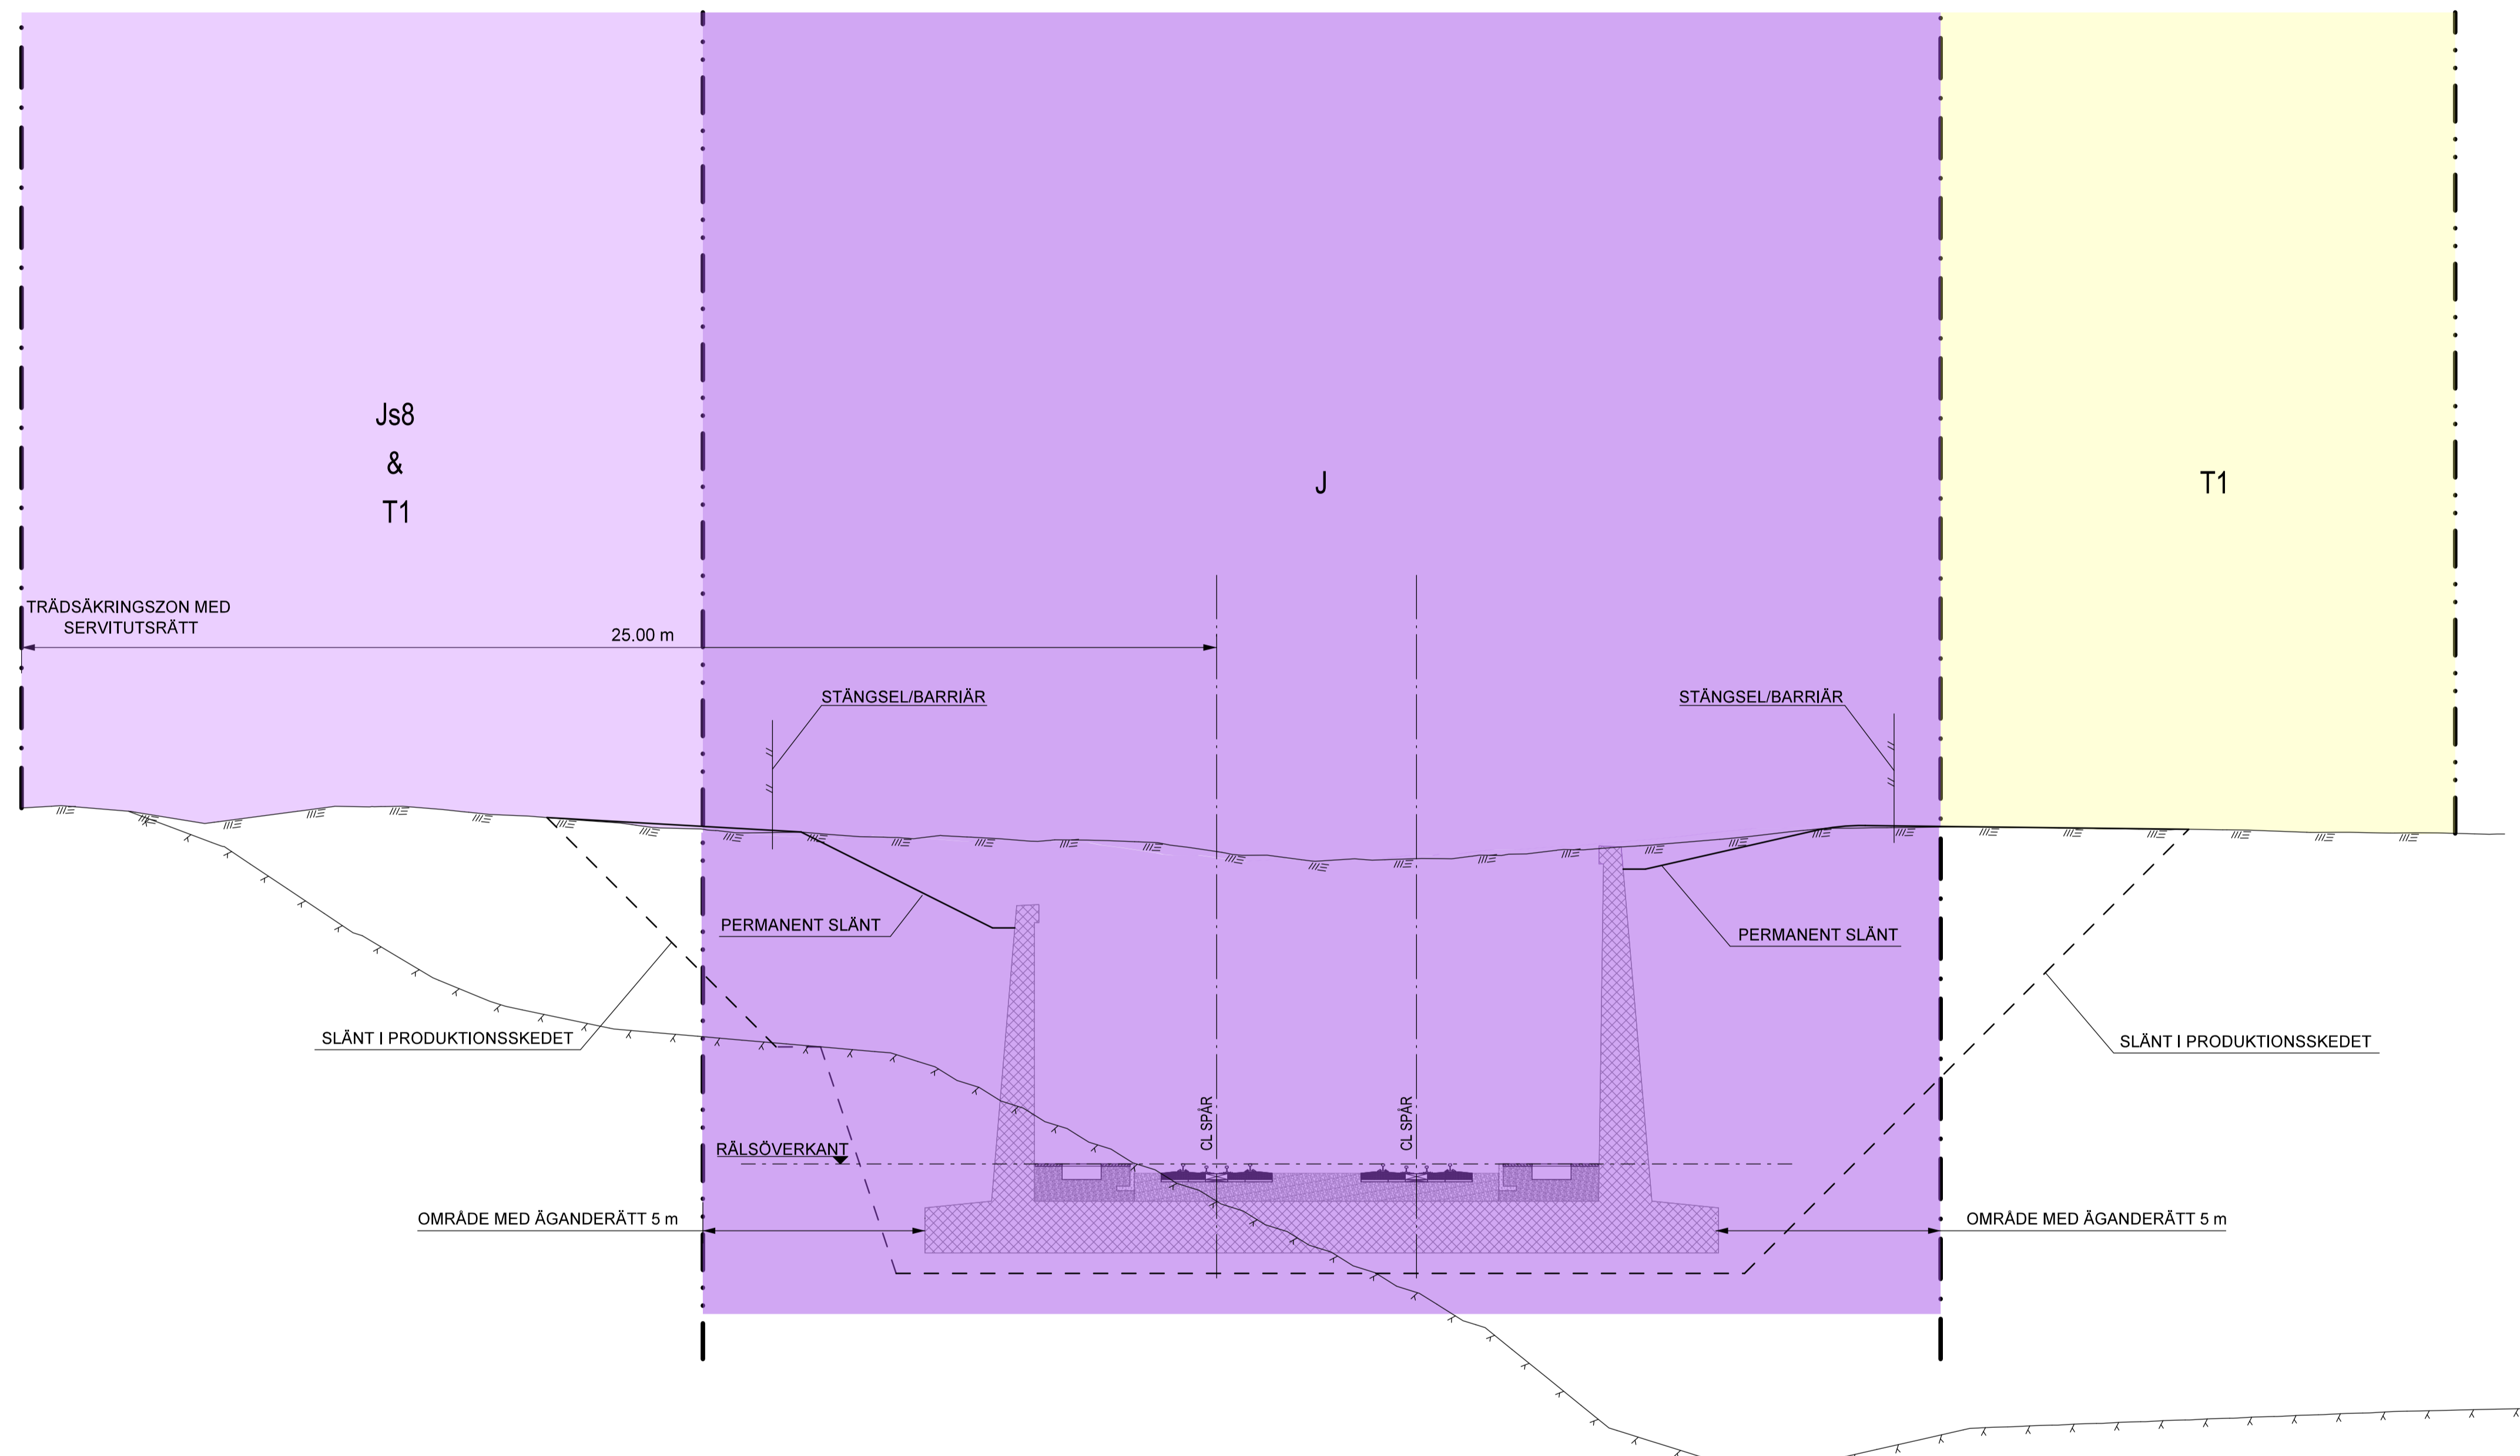 Js8
&
T1
J
T1
TRÄDSÄKRINGSZON MED
SERVITUTSRÄTT
25.00 m
STÄNGSEL/BARRIÄR
STÄNGSEL/BARRIÄR
PERMANENT SLÄNT
PERMANENT SLÄNT
SLÄNT I PRODUKTIONSSKEDET
SLÄNT I PRODUKTIONSSKEDET
CL SPÅR
CL SPÅR
RÄLSÖVERKANT
OMRÅDE MED ÄGANDERÄTT 5 m
OMRÅDE MED ÄGANDERÄTT 5 m